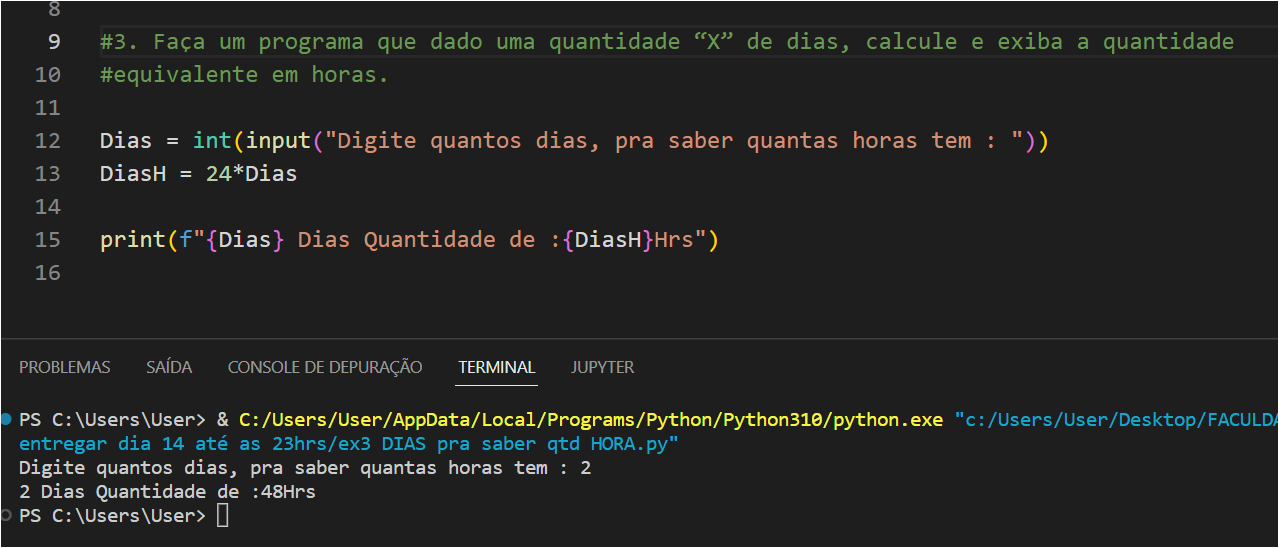 8
9 #3. Faça um programa que dado uma quantidade “X” de dias, calcule e exiba a quantidade
10 #equivalente em horas.
11
12 Dias = int(input("Digite quantos dias, pra saber quantas horas tem : "))
13 DiasH = 24*Dias
14
15 print(f"{Dias} Dias Quantidade de :{DiasH}Hrs")
16
PROBLEMAS SAÍDA CONSOLE DE DEPURAÇÃO TERMINAL JUPYTER
PS C:\Users\User> & C:/Users/User/AppData/Local/Programs/Python/Python310/python.exe "c:/Users/User/Desktop/FACULDA
entregar dia 14 até as 23hrs/ex3 DIAS pra saber qtd HORA.py"
Digite quantos dias, pra saber quantas horas tem : 2
2 Dias Quantidade de :48Hrs
PS C:\Users\User>